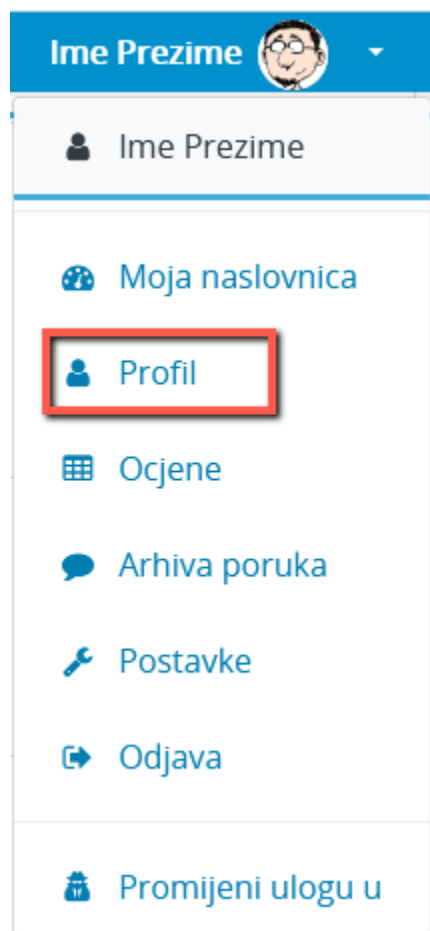 Ime Prezime
Ime Prezime
Moja naslovnica
Profil
Ocjene
Arhiva poruka
Postavke
Odjava
Promijeni ulogu u